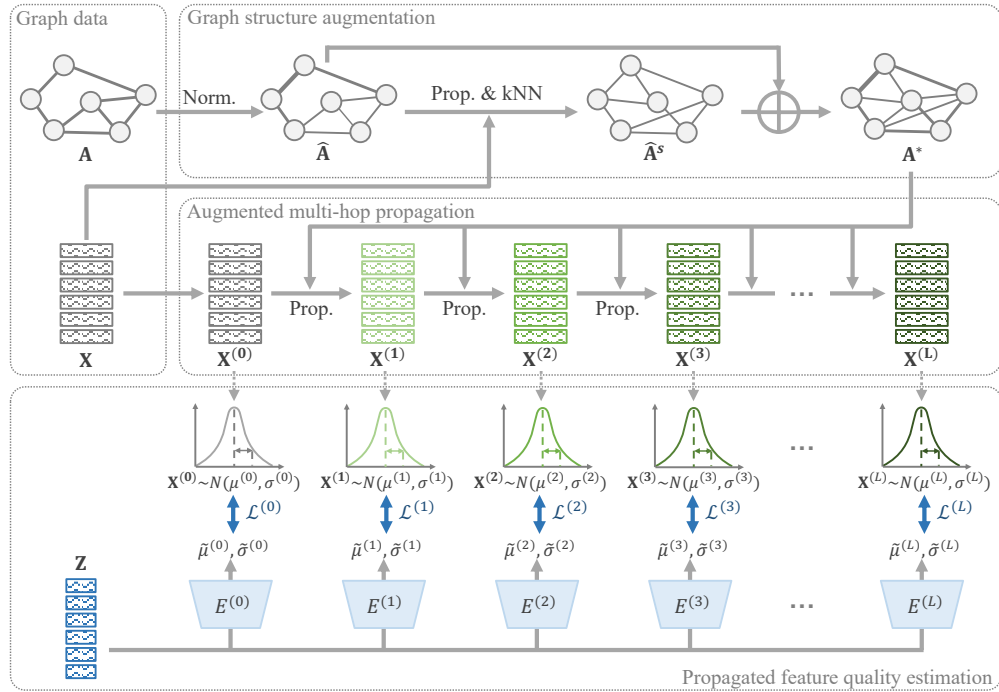 Graph data
Graph structure augmentation
Norm.
Prop. & kNN
A
Â
Âˢ
A*
Augmented multi-hop propagation
Prop.
Prop.
Prop.
...
X
X⁽⁰⁾
X⁽¹⁾
X⁽²⁾
X⁽³⁾
X⁽ᴸ⁾
...
X⁽⁰⁾~N(μ⁽⁰⁾, σ⁽⁰⁾)
X⁽¹⁾~N(μ⁽¹⁾, σ⁽¹⁾)
X⁽²⁾~N(μ⁽²⁾, σ⁽²⁾)
X⁽³⁾~N(μ⁽³⁾, σ⁽³⁾)
X⁽ᴸ⁾~N(μ⁽ᴸ⁾, σ⁽ᴸ⁾)
ℒ⁽⁰⁾
ℒ⁽¹⁾
ℒ⁽²⁾
ℒ⁽³⁾
ℒ⁽ᴸ⁾
μ̃⁽⁰⁾, σ̃⁽⁰⁾
μ̃⁽¹⁾, σ̃⁽¹⁾
μ̃⁽²⁾, σ̃⁽²⁾
μ̃⁽³⁾, σ̃⁽³⁾
μ̃⁽ᴸ⁾, σ̃⁽ᴸ⁾
Z
E⁽⁰⁾
E⁽¹⁾
E⁽²⁾
E⁽³⁾
...
E⁽ᴸ⁾
Propagated feature quality estimation